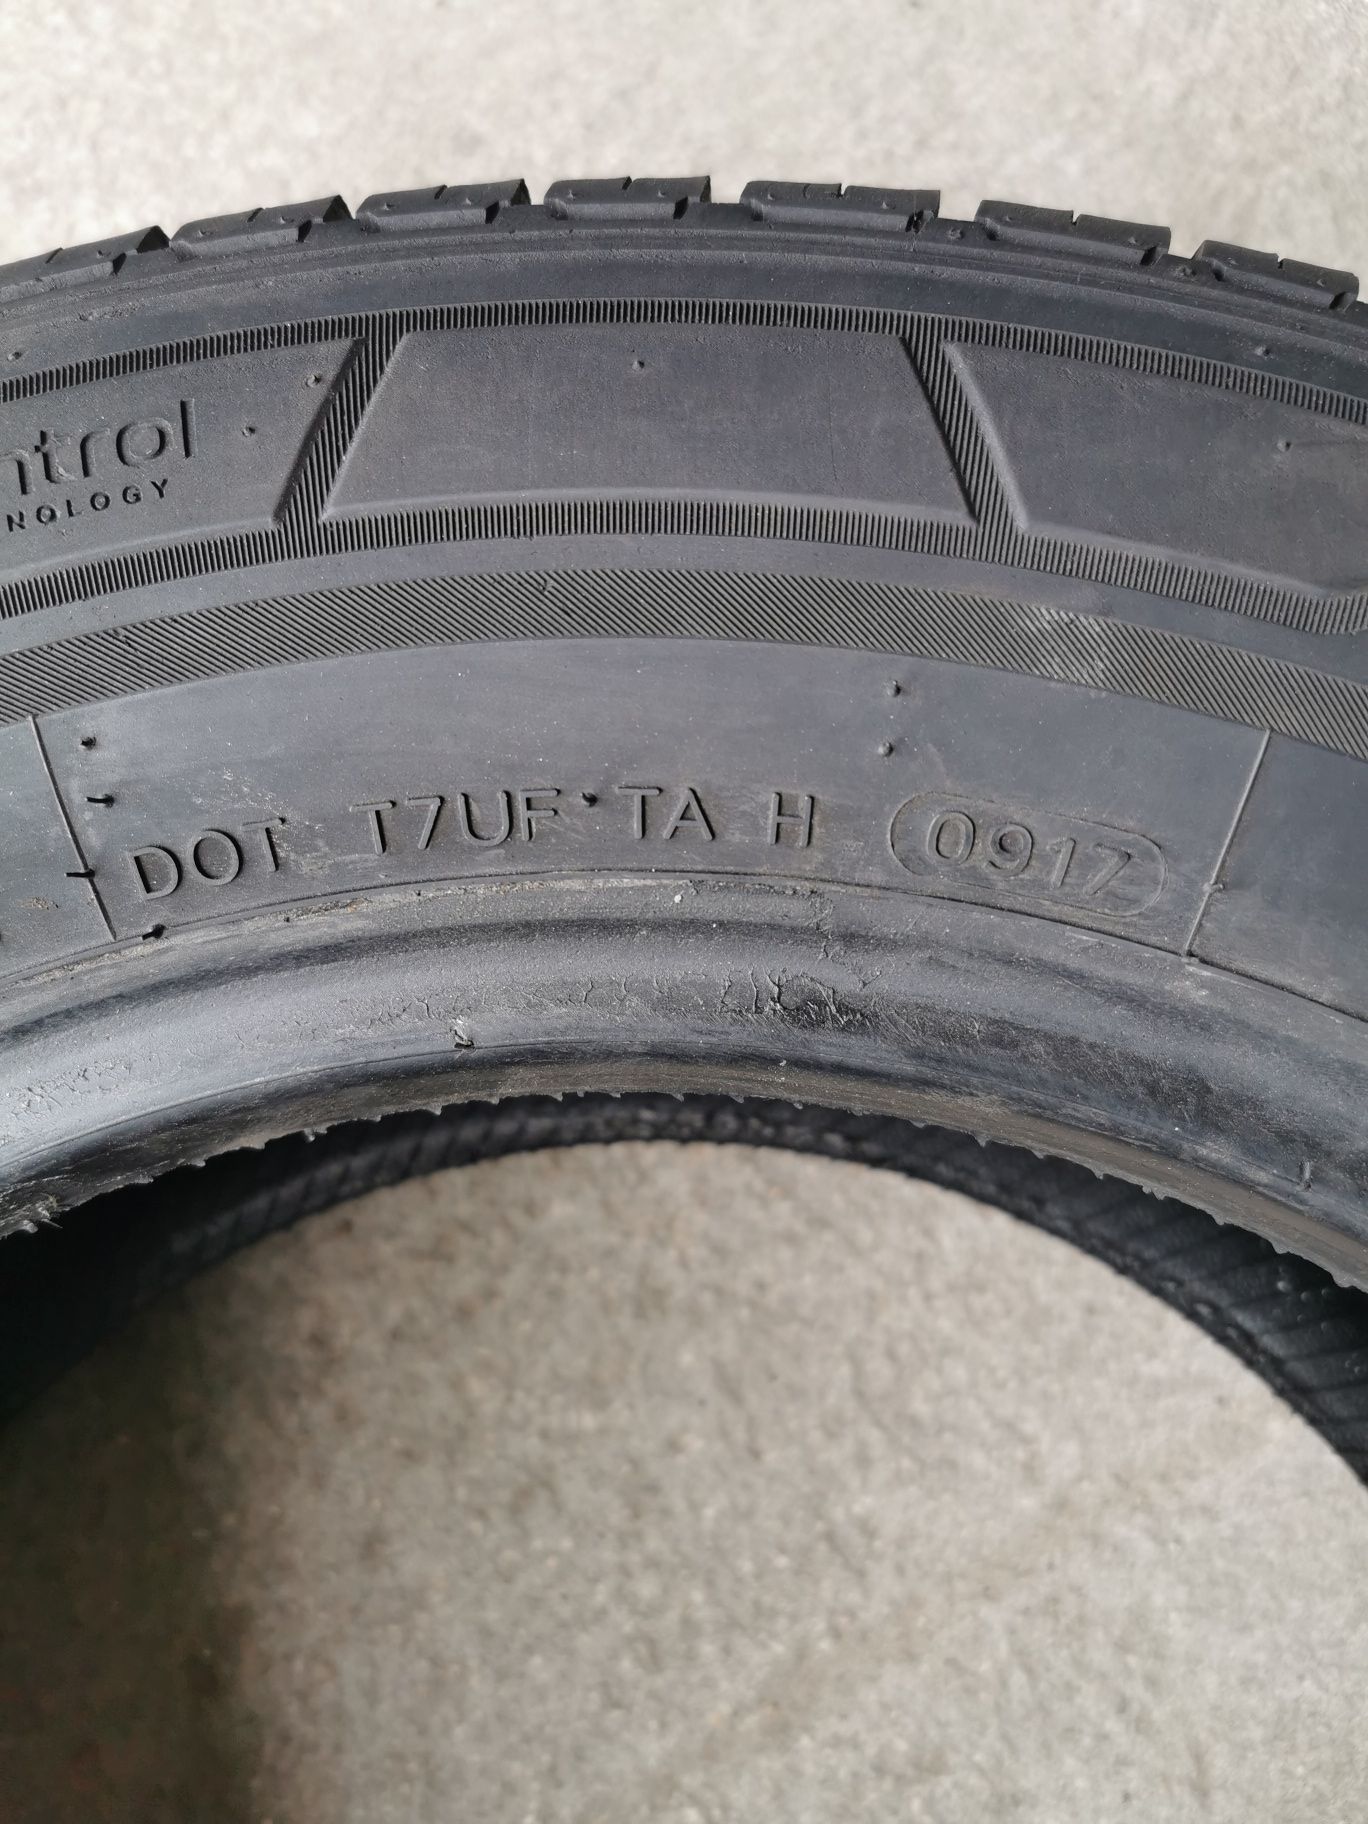 ntrol
NOLOGY
DOT T7UF TA H 0917